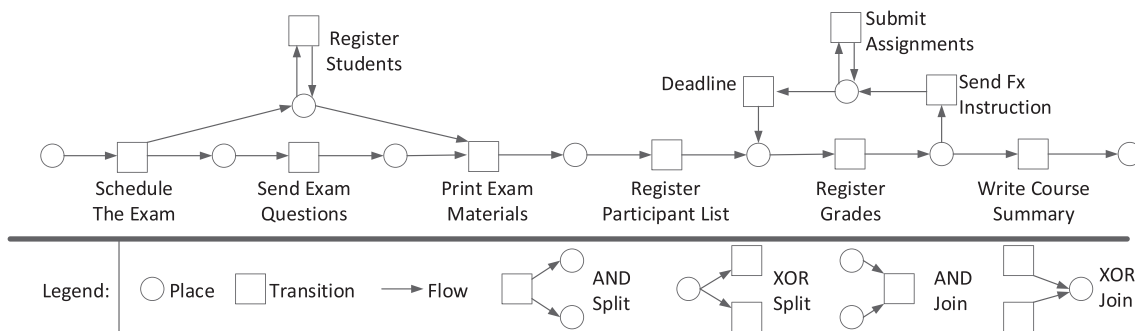 Register
Students
Submit
Assignments
Deadline
Send Fx
Instruction
Schedule
The Exam
Send Exam
Questions
Print Exam
Materials
Register
Participant List
Register
Grades
Write Course
Summary
Legend:
Place
Transition
Flow
AND
Split
XOR
Split
AND
Join
XOR
Join